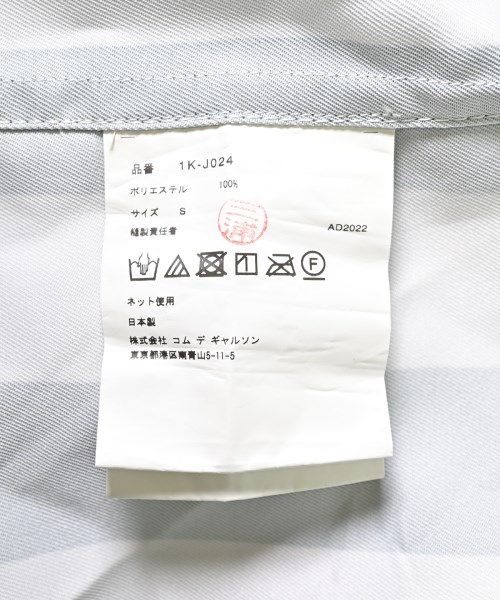 品番 1K-J024
ポリエステル 100%
サイズ S
三溝
縫製責任者 AD2022
F
ネット使用
日本製
株式会社 コム デ ギャルソン
東京都港区南青山5-11-5